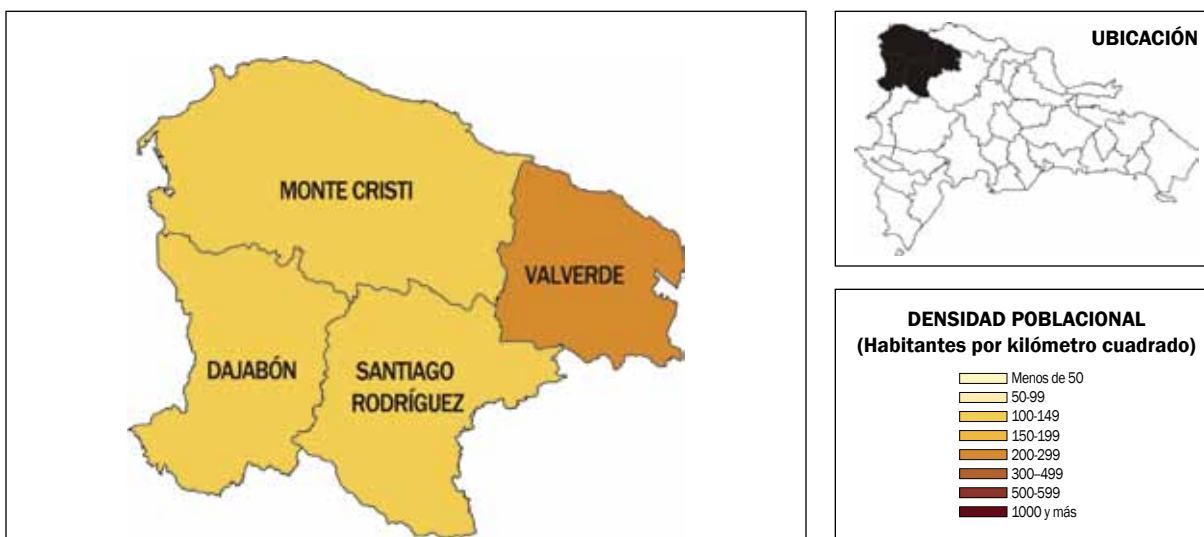 MONTE CRISTI
VALVERDE
DAJABÓN
SANTIAGO
RODRÍGUEZ
UBICACIÓN
DENSIDAD POBLACIONAL
(Habitantes por kilómetro cuadrado)
Menos de 50
50-99
100-149
150-199
200-299
300–499
500-599
1000 y más